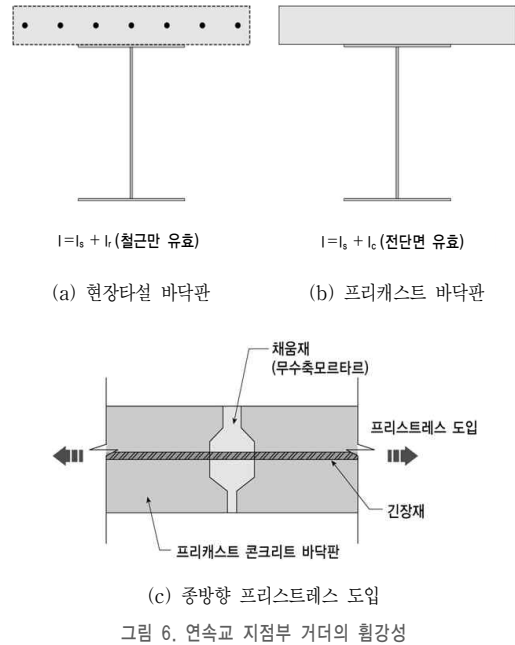 I=Iₛ + Iᵣ (철근만 유효)
I=Iₛ + I꜀ (전단면 유효)
(a) 현장타설 바닥판
(b) 프리캐스트 바닥판
채움재
(무수축모르타르)
프리스트레스 도입
긴장재
프리캐스트 콘크리트 바닥판
(c) 종방향 프리스트레스 도입
그림 6. 연속교 지점부 거더의 휨강성